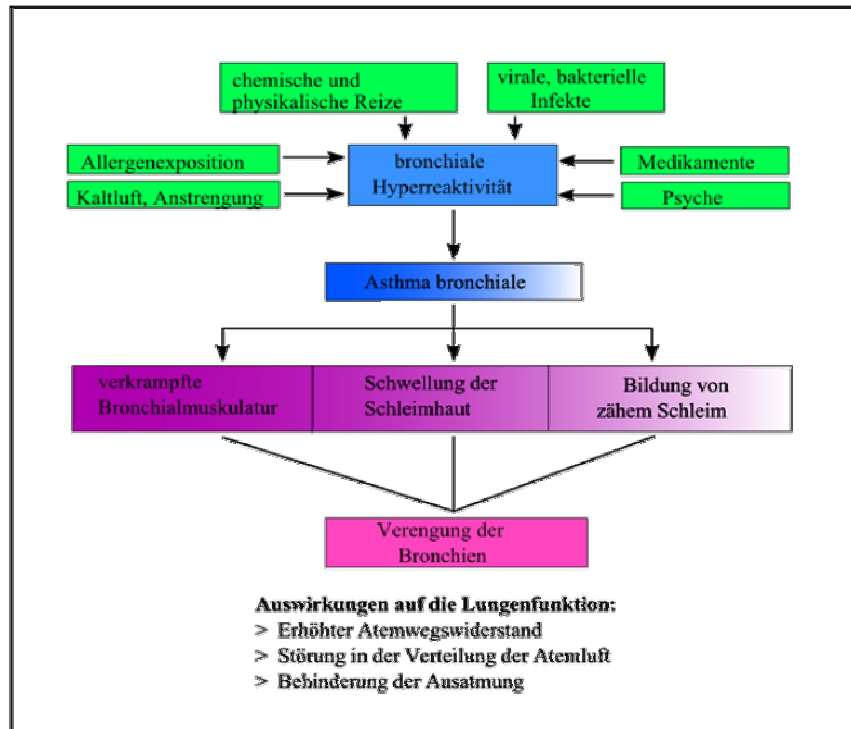 chemische und
physikalische Reize
virale, bakterielle
Infekte
Allergenexposition
bronchiale
Hyperreaktivität
Medikamente
Kaltluft, Anstrengung
Psyche
Asthma bronchiale
verkrampfte
Bronchialmuskulatur
Schwellung der
Schleimhaut
Bildung von
zähem Schleim
Verengung der
Bronchien
Auswirkungen auf die Lungenfunktion:
> Erhöhter Atemwegswiderstand
> Störung in der Verteilung der Atemluft
> Behinderung der Ausatmung